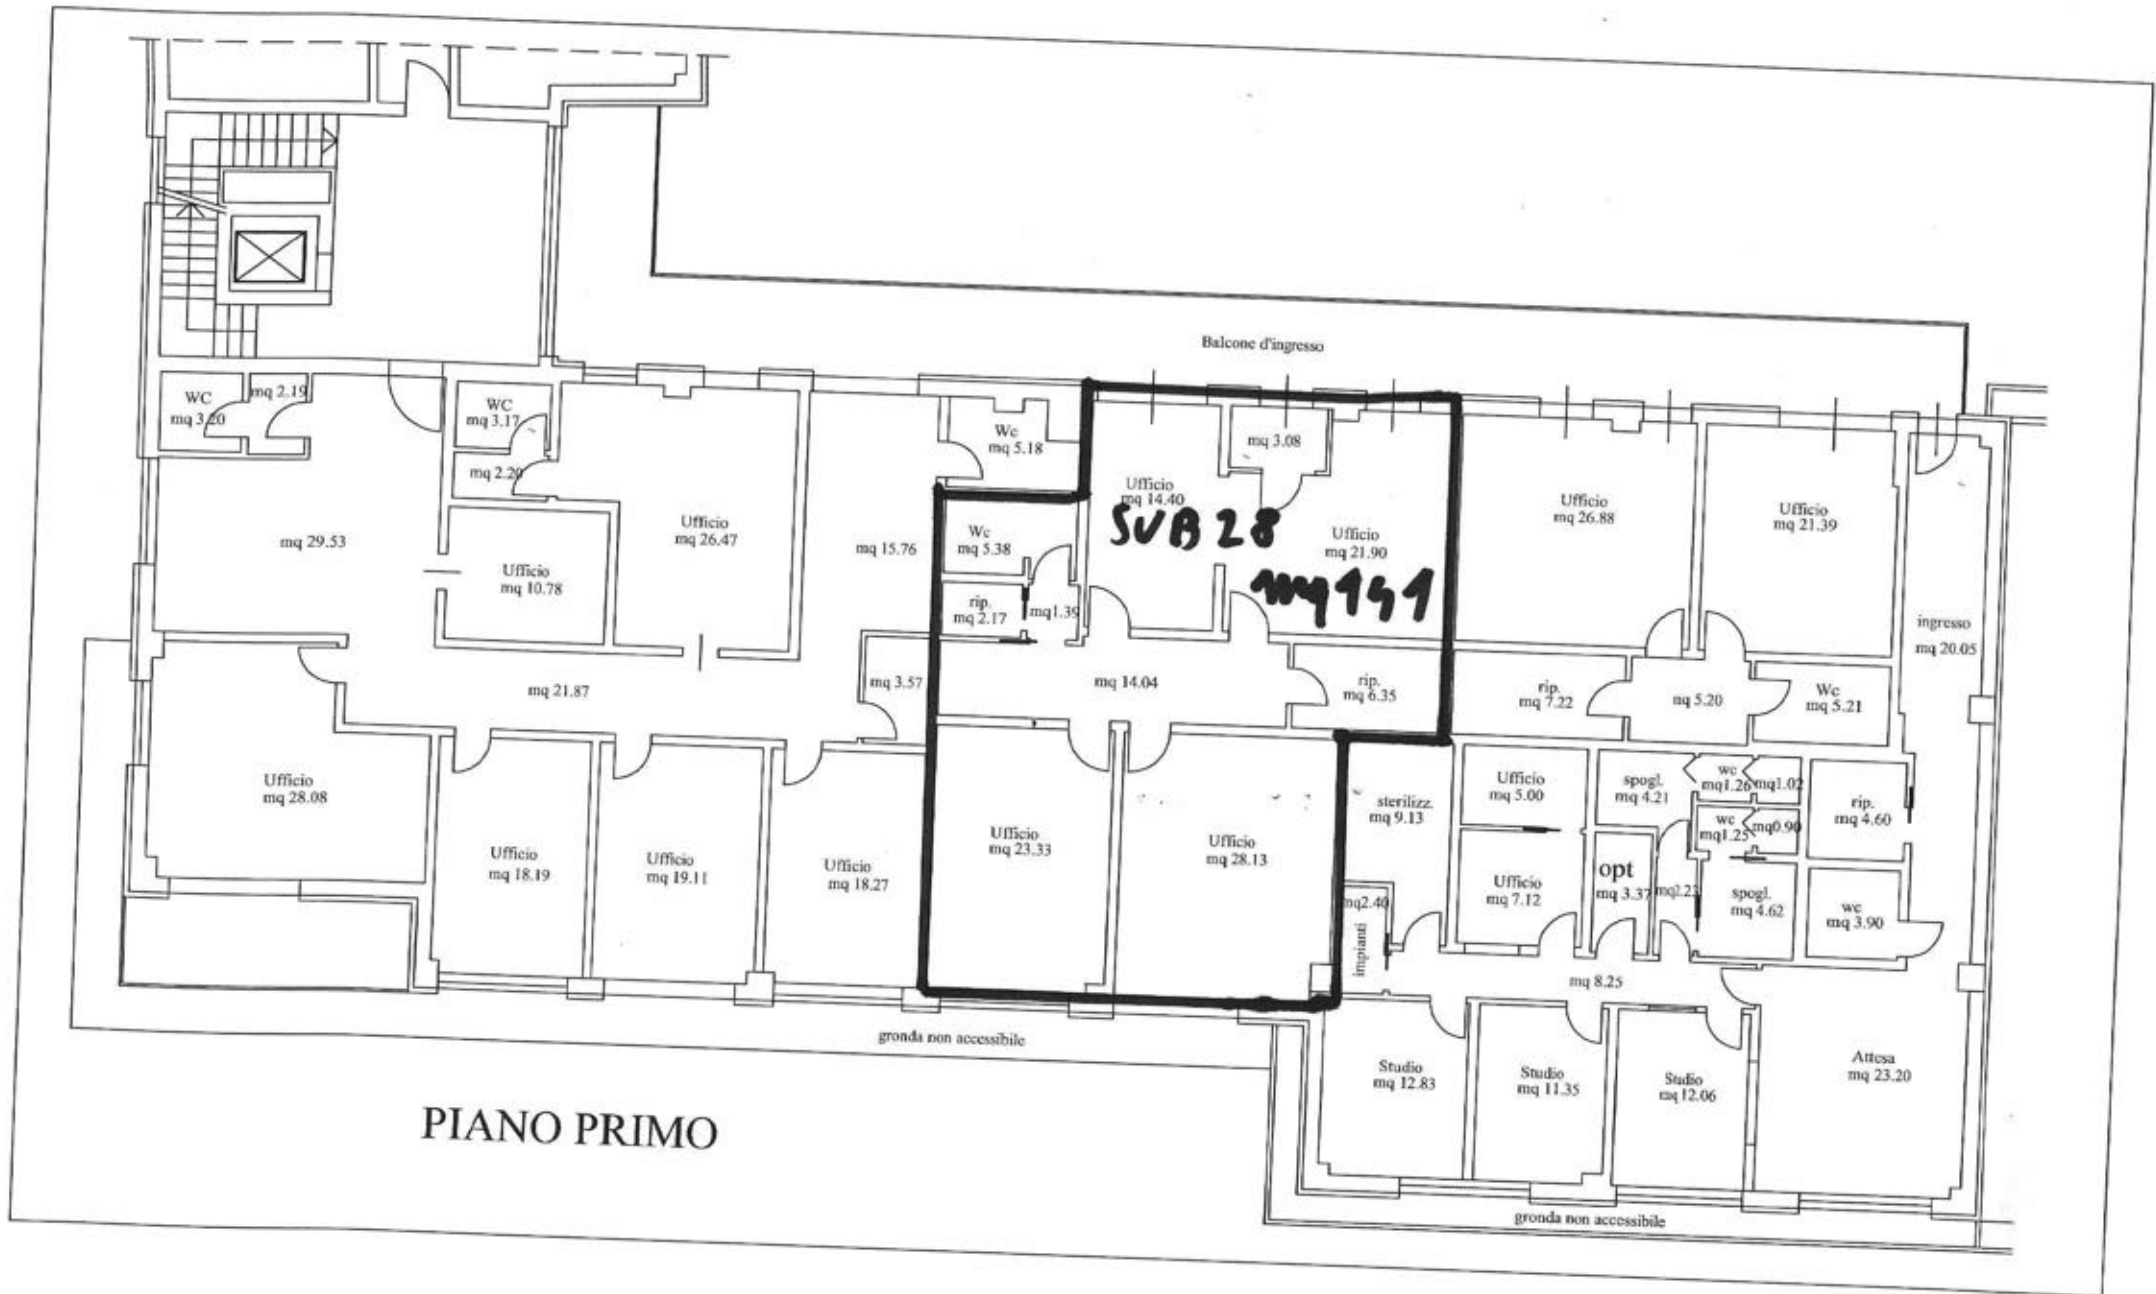 Balcone d'ingresso
WC
mq 3.20
mq 2.19
WC
mq 3.17
mq 2.20
mq 29.53
Ufficio
mq 10.78
Ufficio
mq 26.47
mq 15.76
Wc
mq 5.18
Wc
mq 5.38
rip.
mq 2.17
mq1.39
Ufficio
mq 14.40
SUB 28
mq 3.08
Ufficio
mq 21.90
Ufficio
mq 26.88
Ufficio
mq 21.39
ingresso
mq 20.05
mq 21.87
mq 3.57
mq 14.04
rip.
mq 6.35
rip.
mq 7.22
mq 5.20
Wc
mq 5.21
Ufficio
mq 28.08
Ufficio
mq 18.19
Ufficio
mq 19.11
Ufficio
mq 18.27
Ufficio
mq 23.33
Ufficio
mq 28.13
sterilizz.
mq 9.13
mq2.40
impianti
Ufficio
mq 5.00
Ufficio
mq 7.12
spogl.
mq 4.21
opt
mq 3.37
wc
mq1.26
mq1.02
wc
mq1.25
mq0.90
spogl.
mq 4.62
rip.
mq 4.60
wc
mq 3.90
mq 8.25
gronda non accessibile
Studio
mq 12.83
Studio
mq 11.35
Studio
mq 12.06
Attesa
mq 23.20
PIANO PRIMO
gronda non accessibile